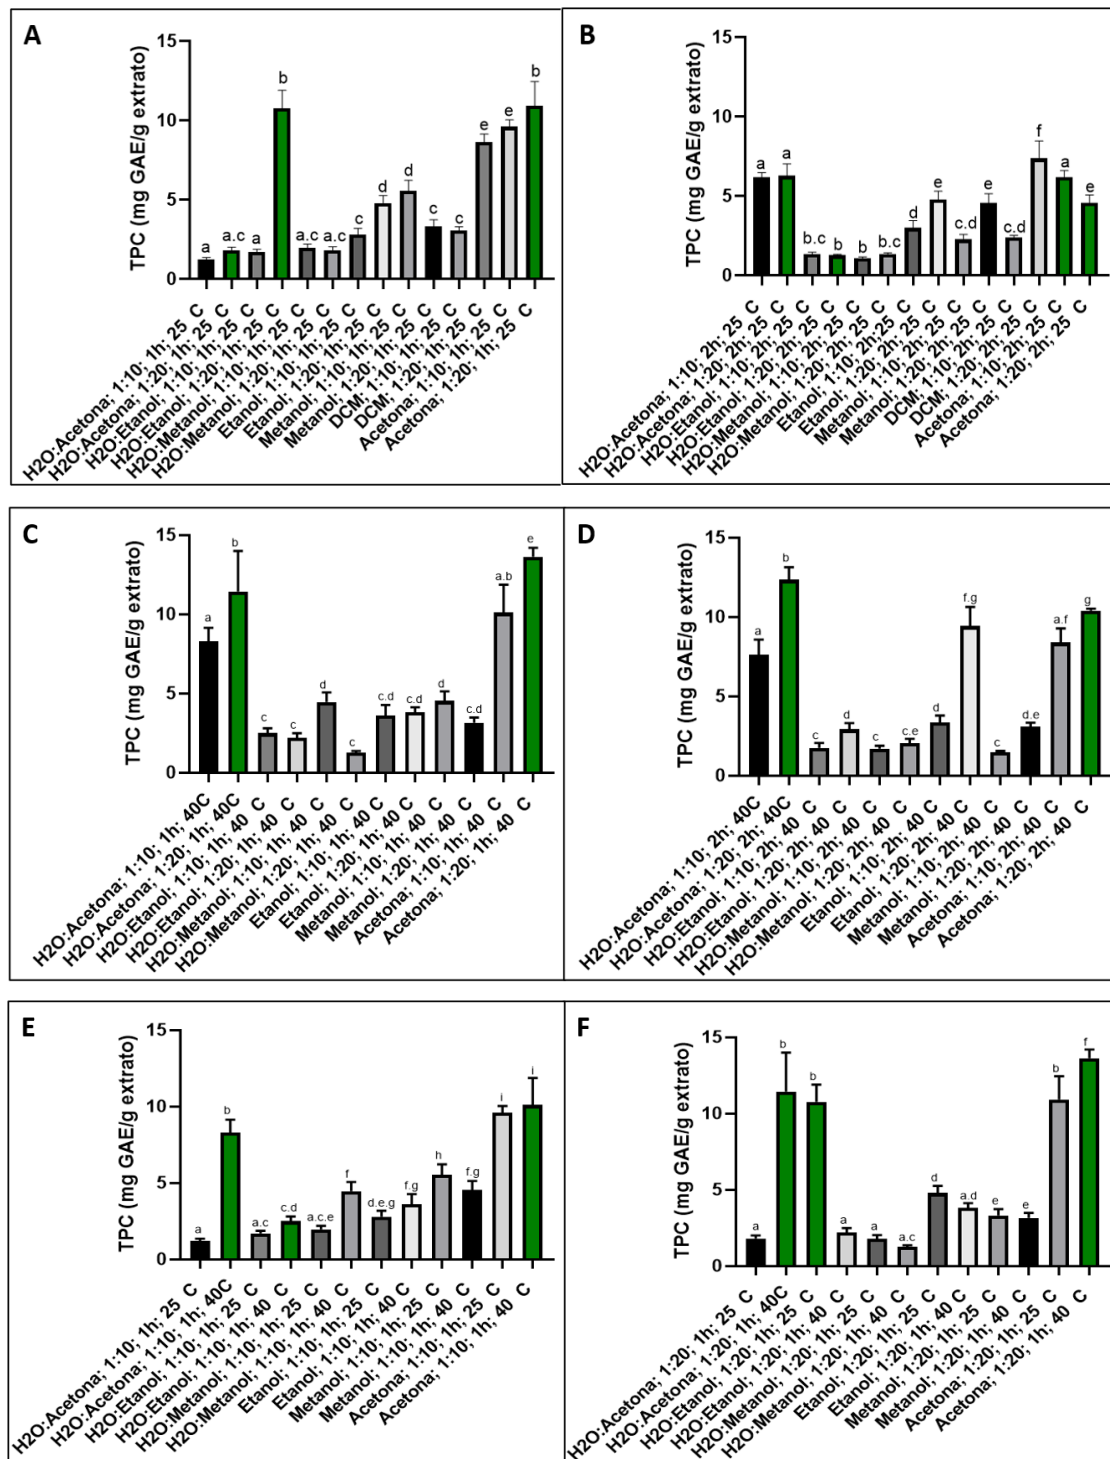 A
TPC (mg GAE/g extrato)
15
10
5
0
a
a.c
a
b
a.c
a.c
c
d
d
c
c
e
e
b
H2O:Acetona; 1:10; 1h; 25 C
H2O:Acetona; 1:20; 1h; 25 C
H2O:Etanol; 1:10; 1h; 25 C
H2O:Etanol; 1:20; 1h; 25 C
H2O:Metanol; 1:10; 1h; 25 C
H2O:Metanol; 1:20; 1h; 25 C
Etanol; 1:10; 1h; 25 C
Etanol; 1:20; 1h; 25 C
Metanol; 1:10; 1h; 25 C
Metanol; 1:20; 1h; 25 C
DCM; 1:10; 1h; 25 C
DCM; 1:20; 1h; 25 C
Acetona; 1:10; 1h; 25 C
Acetona; 1:20; 1h; 25 C
B
TPC (mg GAE/g extrato)
15
10
5
0
a
a
b.c
b
b
b.c
d
e
c.d
e
c.d
f
a
e
H2O:Acetona; 1:10; 2h; 25 C
H2O:Acetona; 1:20; 2h; 25 C
H2O:Etanol; 1:10; 2h; 25 C
H2O:Etanol; 1:20; 2h; 25 C
H2O:Metanol; 1:10; 2h; 25 C
H2O:Metanol; 1:20; 2h; 25 C
Etanol; 1:10; 2h; 25 C
Etanol; 1:20; 2h; 25 C
Metanol; 1:10; 2h; 25 C
Metanol; 1:20; 2h; 25 C
DCM; 1:10; 2h; 25 C
DCM; 1:20; 2h; 25 C
Acetona; 1:10; 2h; 25 C
Acetona; 1:20; 2h; 25 C
C
TPC (mg GAE/g extrato)
15
10
5
0
a
b
c
c
d
c
c.d
c.d
d
c.d
a.b
e
H2O:Acetona; 1:10; 1h; 40C
H2O:Acetona; 1:20; 1h; 40C
H2O:Etanol; 1:10; 1h; 40 C
H2O:Etanol; 1:20; 1h; 40 C
H2O:Metanol; 1:10; 1h; 40 C
H2O:Metanol; 1:20; 1h; 40 C
Etanol; 1:10; 1h; 40 C
Etanol; 1:20; 1h; 40 C
Metanol; 1:10; 1h; 40 C
Metanol; 1:20; 1h; 40 C
Acetona; 1:10; 1h; 40 C
Acetona; 1:20; 1h; 40 C
D
TPC (mg GAE/g extrato)
15
10
5
0
a
b
c
d
c
c.e
d
f.g
c
d.e
a.f
g
H2O:Acetona; 1:10; 2h; 40C
H2O:Acetona; 1:20; 2h; 40C
H2O:Etanol; 1:10; 2h; 40 C
H2O:Etanol; 1:20; 2h; 40 C
H2O:Metanol; 1:10; 2h; 40 C
H2O:Metanol; 1:20; 2h; 40 C
Etanol; 1:10; 2h; 40 C
Etanol; 1:20; 2h; 40 C
Metanol; 1:10; 2h; 40 C
Metanol; 1:20; 2h; 40 C
Acetona; 1:10; 2h; 40 C
Acetona; 1:20; 2h; 40 C
E
TPC (mg GAE/g extrato)
15
10
5
0
a
b
a.c
c.d
a.c.e
f
d.e.g
f.g
h
f.g
i
i
H2O:Acetona; 1:10; 1h; 25 C
H2O:Acetona; 1:10; 1h; 40C
H2O:Etanol; 1:10; 1h; 25 C
H2O:Etanol; 1:10; 1h; 40 C
H2O:Metanol; 1:10; 1h; 25 C
H2O:Metanol; 1:10; 1h; 40 C
Etanol; 1:10; 1h; 25 C
Etanol; 1:10; 1h; 40 C
Metanol; 1:10; 1h; 25 C
Metanol; 1:10; 1h; 40 C
Acetona; 1:10; 1h; 25 C
Acetona; 1:10; 1h; 40 C
F
TPC (mg GAE/g extrato)
15
10
5
0
a
b
b
a
a
a.c
d
a.d
e
e
b
f
H2O:Acetona; 1:20; 1h; 25 C
H2O:Acetona; 1:20; 1h; 40C
H2O:Etanol; 1:20; 1h; 25 C
H2O:Etanol; 1:20; 1h; 40 C
H2O:Metanol; 1:20; 1h; 25 C
H2O:Metanol; 1:20; 1h; 40 C
Etanol; 1:20; 1h; 25 C
Etanol; 1:20; 1h; 40 C
Metanol; 1:20; 1h; 25 C
Metanol; 1:20; 1h; 40 C
Acetona; 1:20; 1h; 25 C
Acetona; 1:20; 1h; 40 C